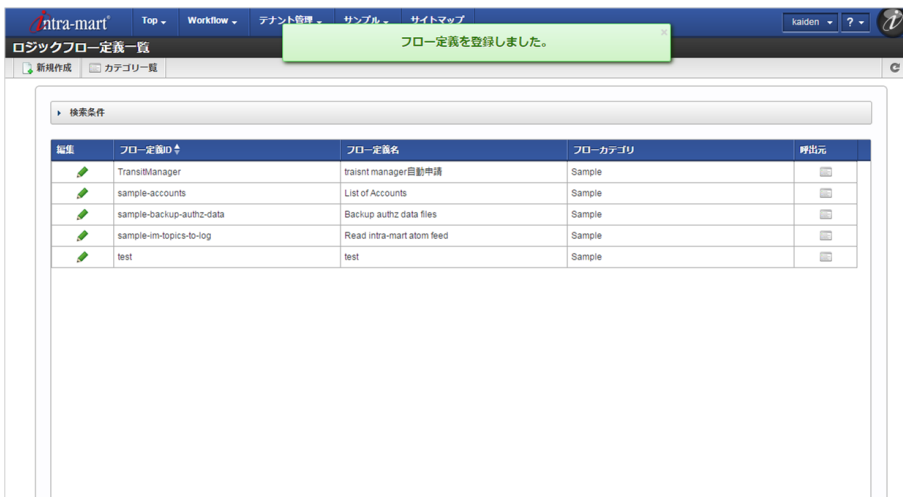 intra-mart
Top Workflow テナント管理 サンプル サイトマップ
kaiden ?
フロー定義を登録しました。 ×
ロジックフロー定義一覧
新規作成 カテゴリ一覧
検索条件
編集 フロー定義ID フロー定義名 フローカテゴリ 呼出元
TransitManager traisnt manager自動申請 Sample
sample-accounts List of Accounts Sample
sample-backup-authz-data Backup authz data files Sample
sample-im-topics-to-log Read intra-mart atom feed Sample
test test Sample